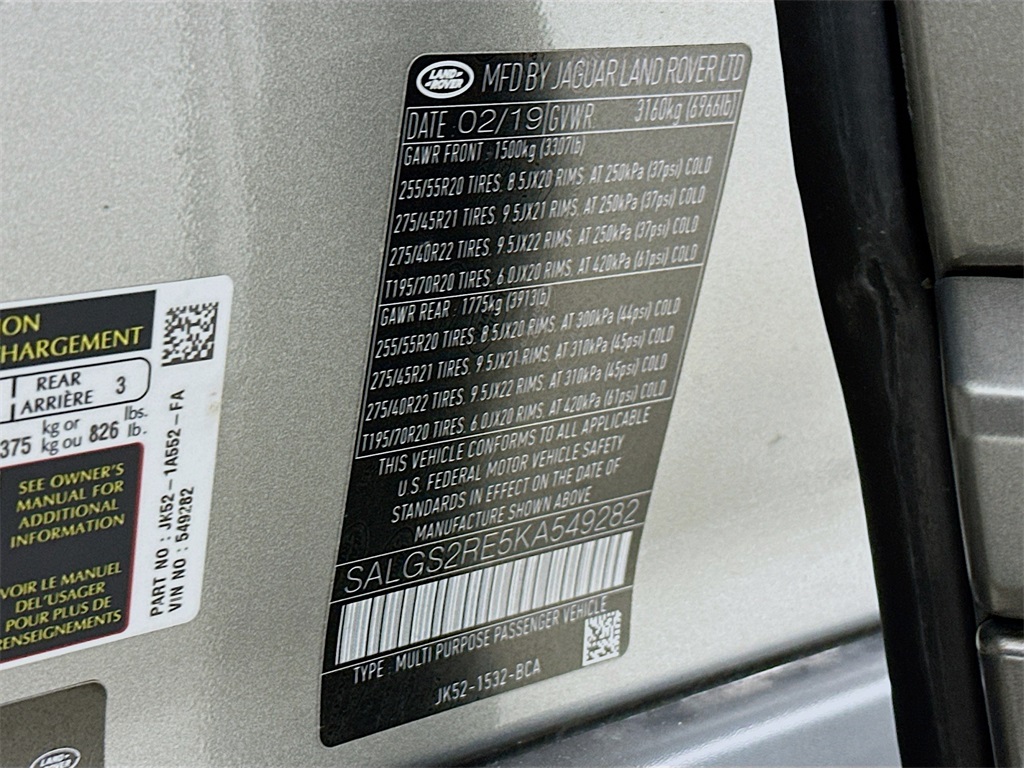 LAND ROVER MFD BY JAGUAR LAND ROVER LTD
DATE 02/19 GVWR 3160kg (6966lb)
GAWR FRONT 1500kg (3307lb)
255/55R20 TIRES, 8.5JX20 RIMS, AT 250kPa (37psi) COLD
275/45R21 TIRES, 9.5JX21 RIMS, AT 250kPa (37psi) COLD
275/40R22 TIRES, 9.5JX22 RIMS, AT 250kPa (37psi) COLD
T195/70R20 TIRES, 6.0JX20 RIMS, AT 420kPa (61psi) COLD
GAWR REAR 1775kg (3913lb)
255/55R20 TIRES, 8.5JX20 RIMS, AT 300kPa (44psi) COLD
275/45R21 TIRES, 9.5JX21 RIMS, AT 310kPa (45psi) COLD
275/40R22 TIRES, 9.5JX22 RIMS, AT 310kPa (45psi) COLD
T195/70R20 TIRES, 6.0JX20 RIMS, AT 420kPa (61psi) COLD
THIS VEHICLE CONFORMS TO ALL APPLICABLE
U.S. FEDERAL MOTOR VEHICLE SAFETY
STANDARDS IN EFFECT ON THE DATE OF
MANUFACTURE SHOWN ABOVE
SALGS2RE5KA549282
TYPE MULTI PURPOSE PASSENGER VEHICLE
JK52-1532-BCA
ION
HARGEMENT
REAR
ARRIÈRE 3
375 kg or
kg ou 826 lbs.
lb.
SEE OWNER'S
MANUAL FOR
ADDITIONAL
INFORMATION
VOIR LE MANUEL
DEL'USAGER
POUR PLUS DE
RENSEIGNEMENTS
PART NO : JK52-1A552-FA
VIN NO : 549282
LAND ROVER